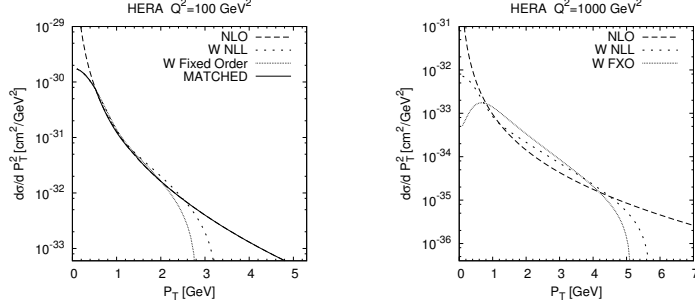 HERA Q²=100 GeV²
NLO
W NLL
W Fixed Order
MATCHED
dσ/d P_T² [cm²/GeV²]
10⁻²⁹
10⁻³⁰
10⁻³¹
10⁻³²
10⁻³³
0 1 2 3 4 5
P_T [GeV]
HERA Q²=1000 GeV²
NLO
W NLL
W FXO
dσ/d P_T² [cm²/GeV²]
10⁻³¹
10⁻³²
10⁻³³
10⁻³⁴
10⁻³⁵
10⁻³⁶
0 1 2 3 4 5 6 7
P_T [GeV]